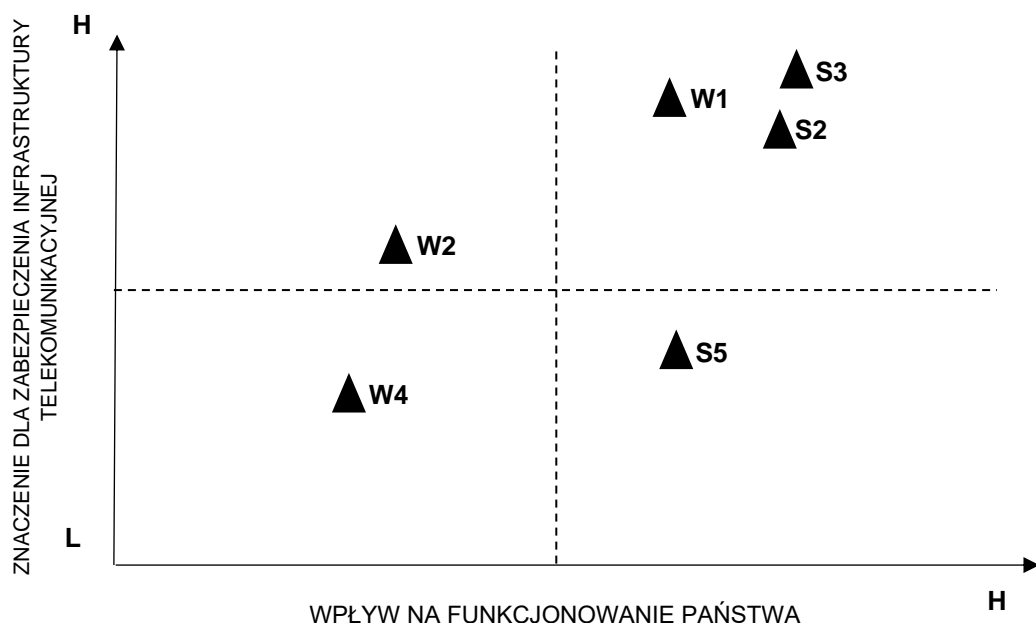 H
S3
W1
S2
W2
S5
W4
L
H
ZNACZENIE DLA ZABEZPIECZENIA INFRASTRUKTURY
TELEKOMUNIKACYJNEJ
WPŁYW NA FUNKCJONOWANIE PAŃSTWA